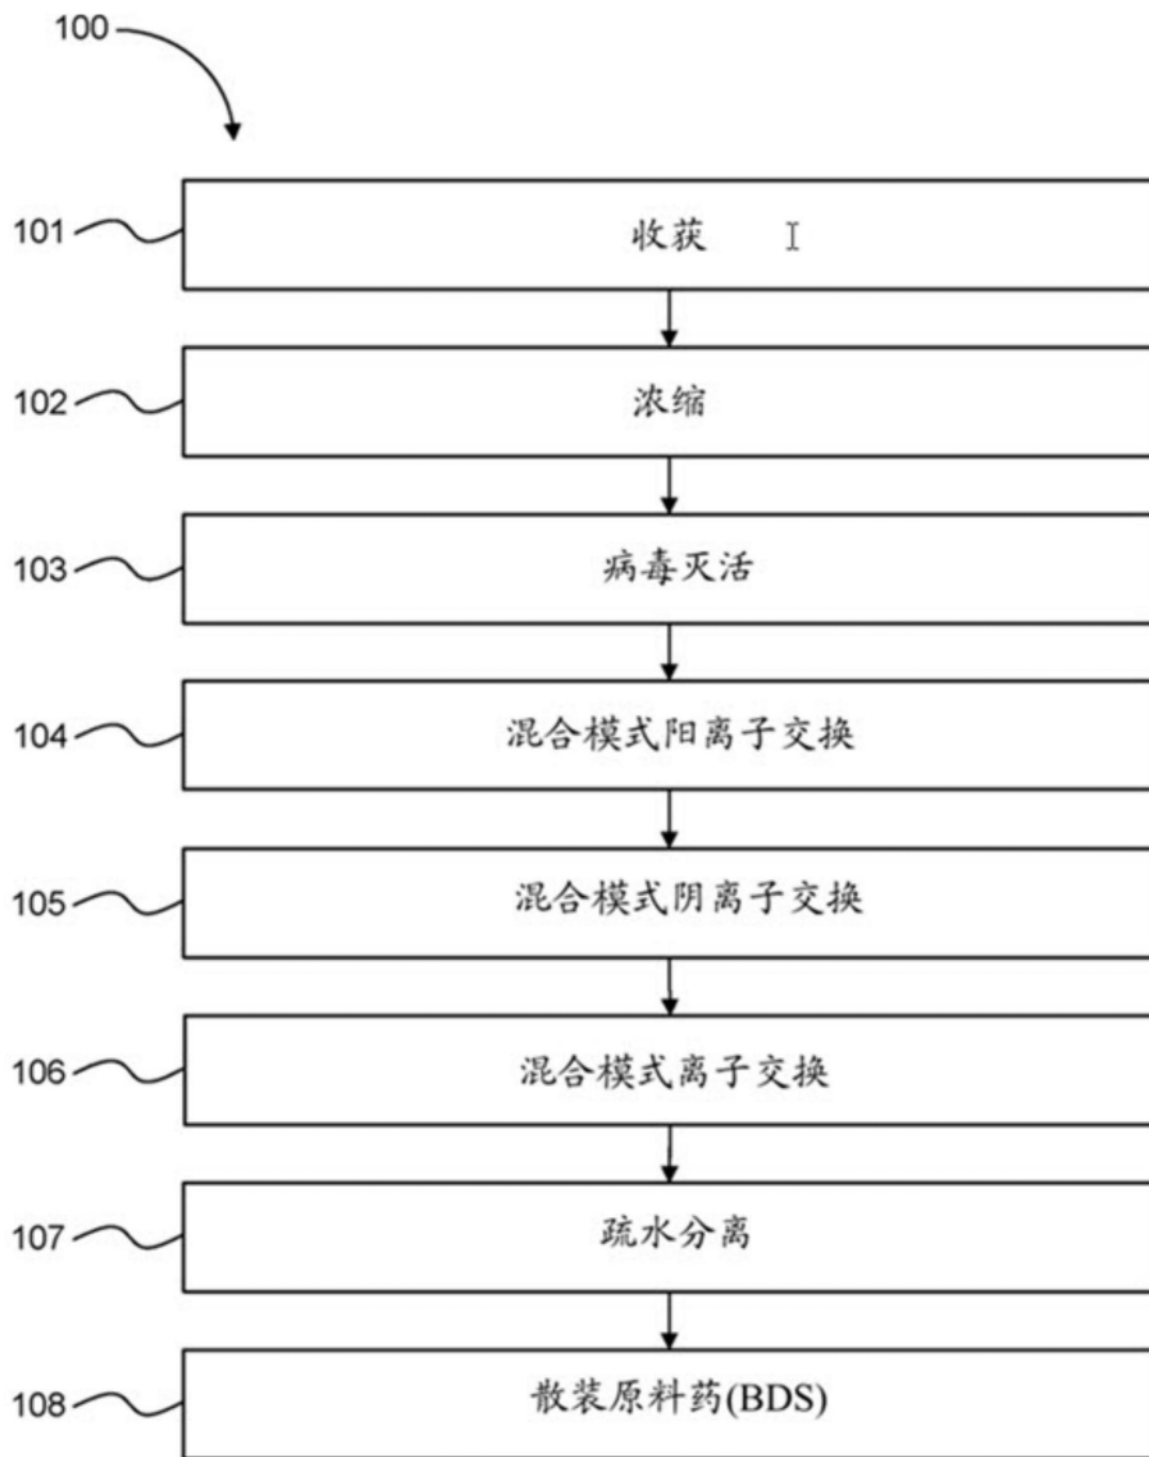 100
101 收获
102 浓缩
103 病毒灭活
104 混合模式阳离子交换
105 混合模式阴离子交换
106 混合模式离子交换
107 疏水分离
108 散装原料药(BDS)